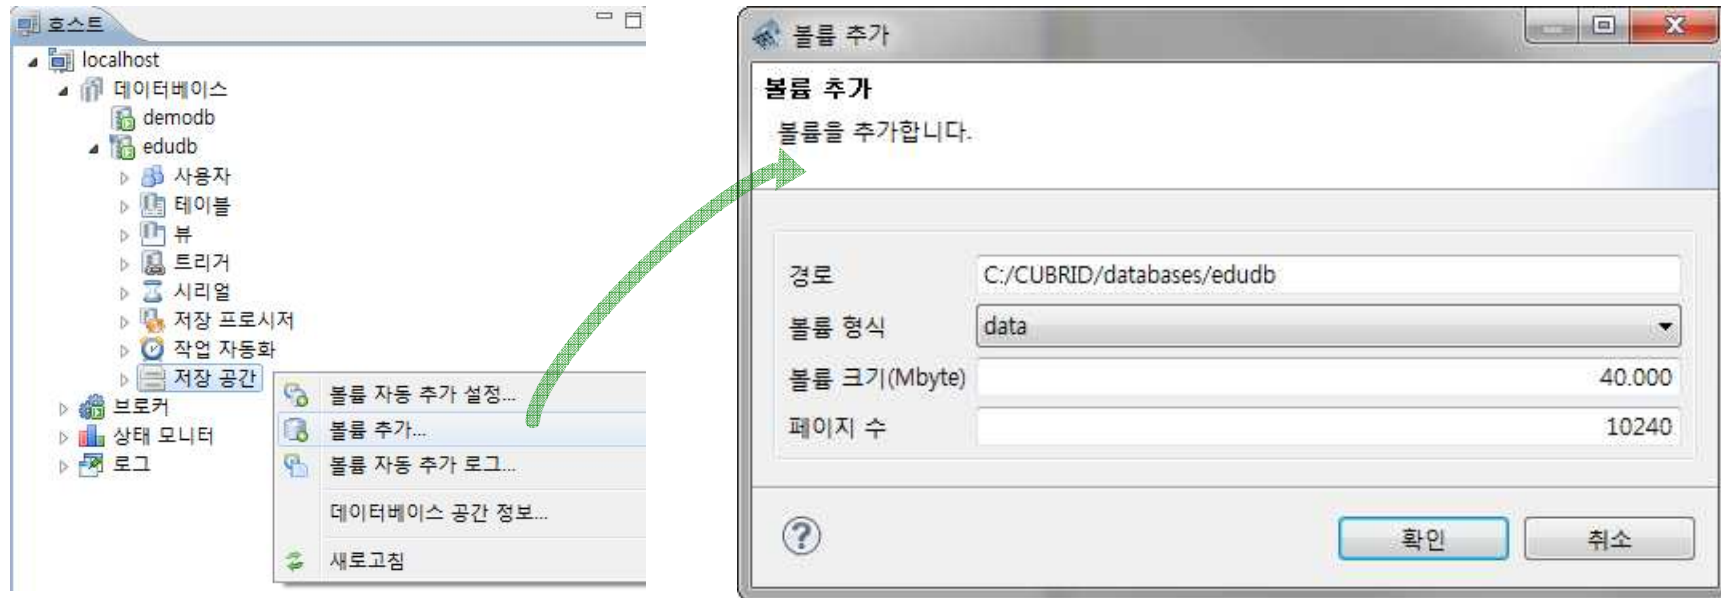 호스트
localhost
데이터베이스
demodb
edudb
사용자
테이블
뷰
트리거
시리얼
저장 프로시저
작업 자동화
저장 공간
브로커
상태 모니터
로그
볼륨 자동 추가 설정...
볼륨 추가...
볼륨 자동 추가 로그...
데이터베이스 공간 정보...
새로고침
볼륨 추가
볼륨 추가
볼륨을 추가합니다.
경로 C:/CUBRID/databases/edudb
볼륨 형식 data
볼륨 크기(Mbyte) 40.000
페이지 수 10240
확인 취소